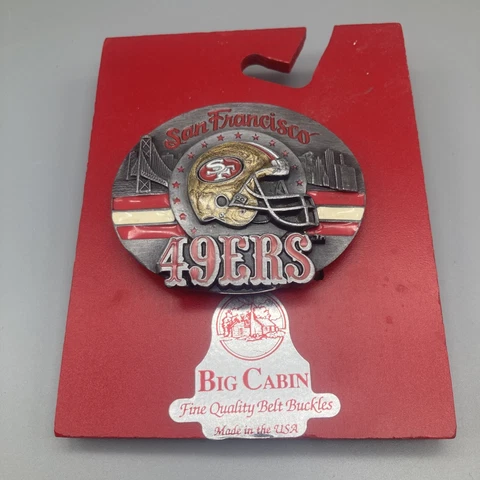 San Francisco
SF
49ERS
BIG CABIN
Fine Quality Belt Buckles
Made in the USA